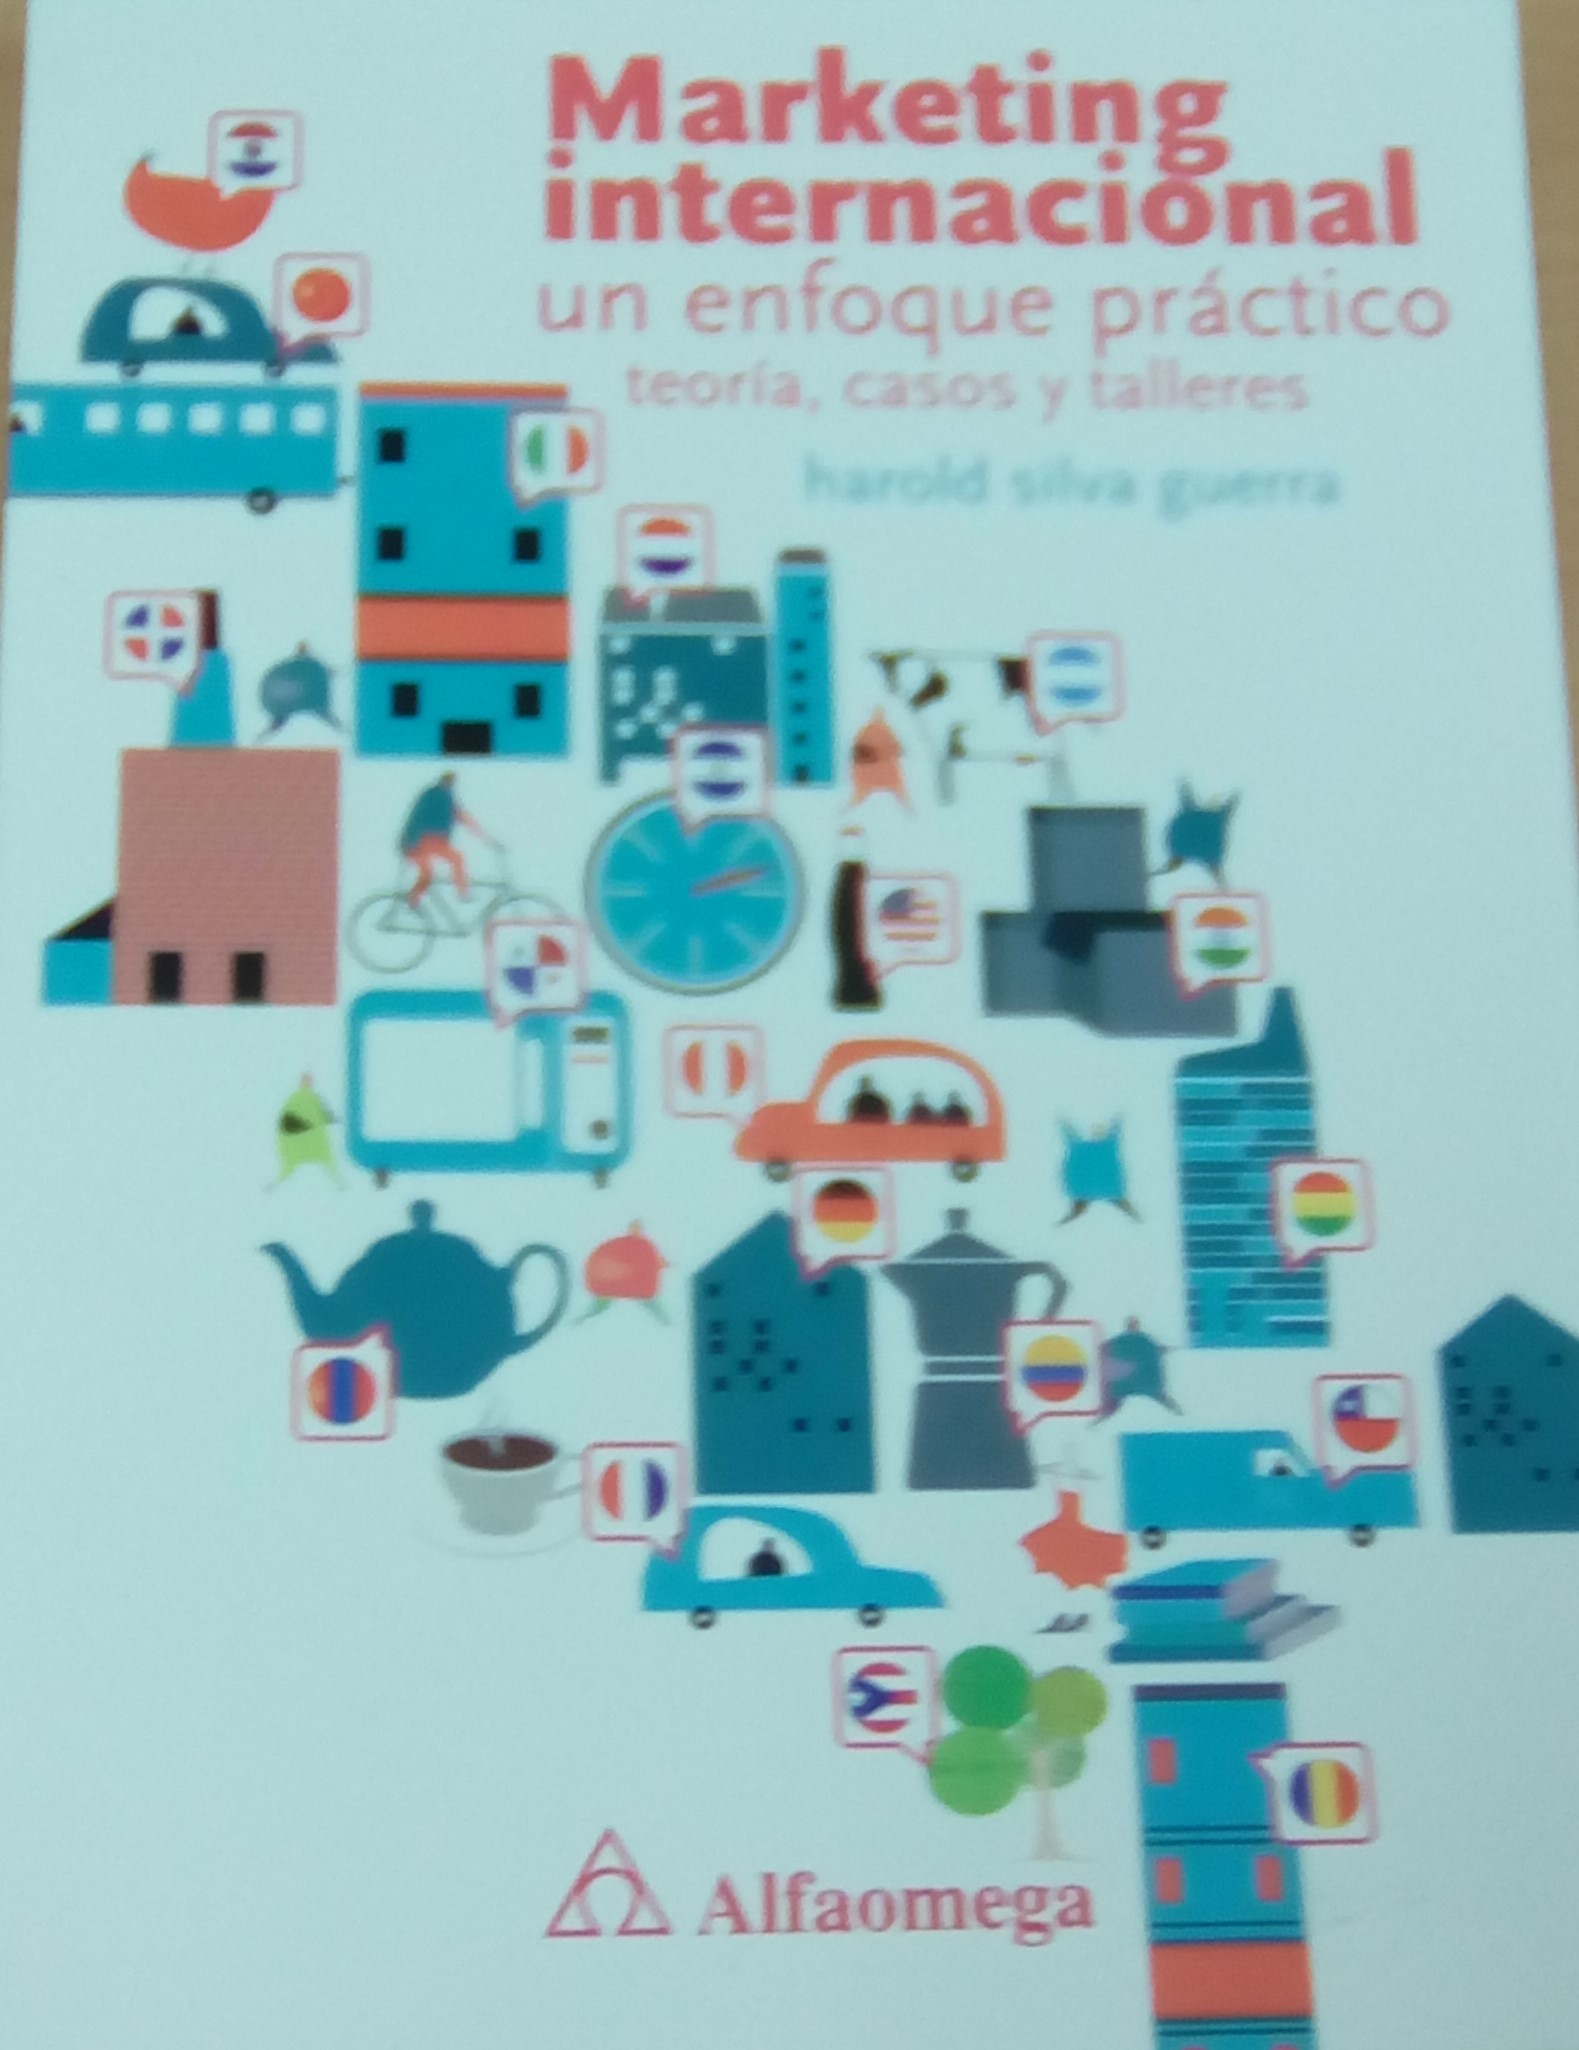 Marketing
internacional
un enfoque práctico
teoría, casos y talleres
harold silva guerra
Alfaomega